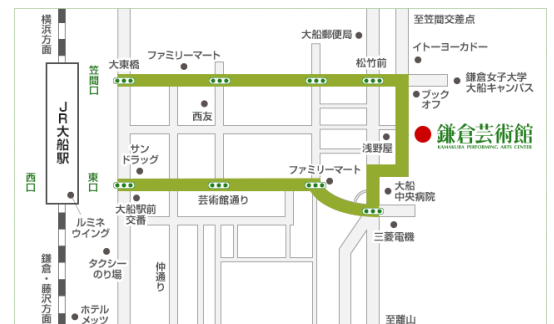 横浜方面
至笠間交差点
大船郵便局
イトーヨーカドー
大東橋
ファミリーマート
松竹前
笠間口
鎌倉女子大学
大船キャンパス
ブック
オフ
西友
JR大船駅
鎌倉芸術館
KAMAKURA PERFORMING ARTS CENTER
浅野屋
サン
ドラッグ
ファミリーマート
西口
東口
大船
中央病院
芸術館通り
大船駅前
交番
ルミネ
ウイング
三菱電機
タクシー
のり場
仲通り
鎌倉・藤沢方面
ホテル
メッツ
至離山